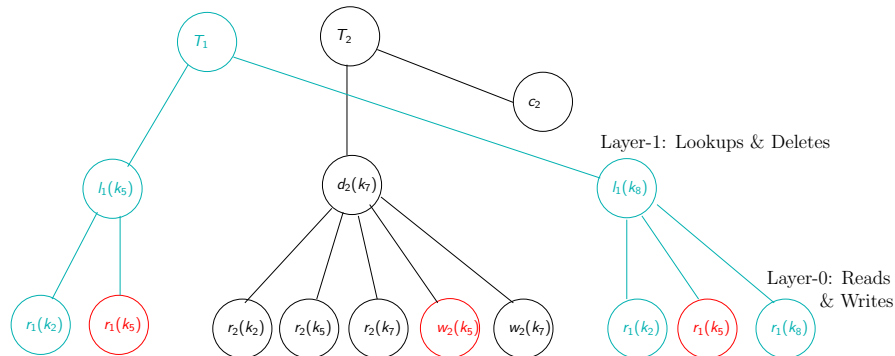 T₁
T₂
c₂
Layer-1: Lookups & Deletes
l₁(k₅)
d₂(k₇)
l₁(k₈)
Layer-0: Reads
& Writes
r₁(k₂)
r₁(k₅)
r₂(k₂)
r₂(k₅)
r₂(k₇)
w₂(k₅)
w₂(k₇)
r₁(k₂)
r₁(k₅)
r₁(k₈)